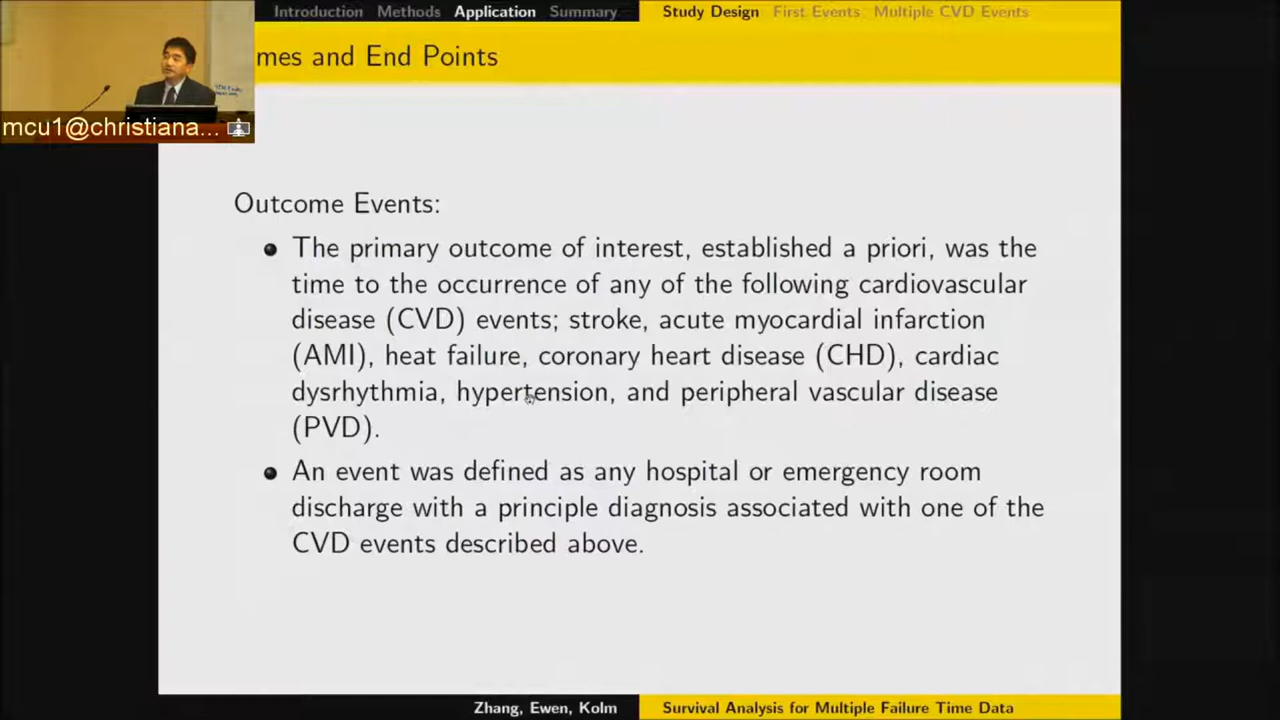 Introduction Methods Application Summary Study Design First Events Multiple CVD Events
mes and End Points
mcu1@christiana...
Outcome Events:
The primary outcome of interest, established a priori, was the
time to the occurrence of any of the following cardiovascular
disease (CVD) events; stroke, acute myocardial infarction
(AMI), heat failure, coronary heart disease (CHD), cardiac
dysrhythmia, hypertension, and peripheral vascular disease
(PVD).
An event was defined as any hospital or emergency room
discharge with a principle diagnosis associated with one of the
CVD events described above.
Zhang, Ewen, Kolm Survival Analysis for Multiple Failure Time Data